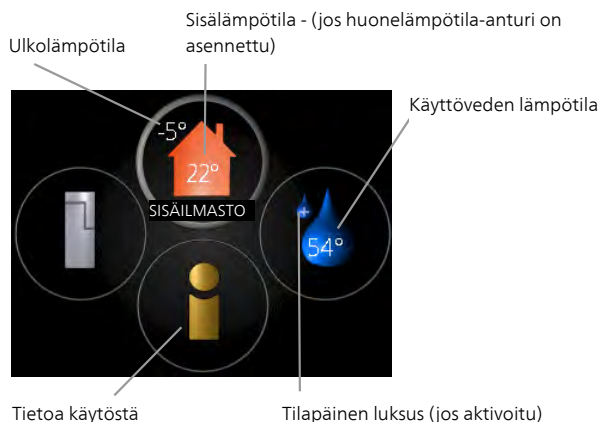 Sisälämpötila - (jos huonelämpötila-anturi on
asennettu)
Ulkolämpötila
Käyttöveden lämpötila
-5°
22°
SISÄILMASTO
54°
Tietoa käytöstä
Tilapäinen luksus (jos aktivoitu)